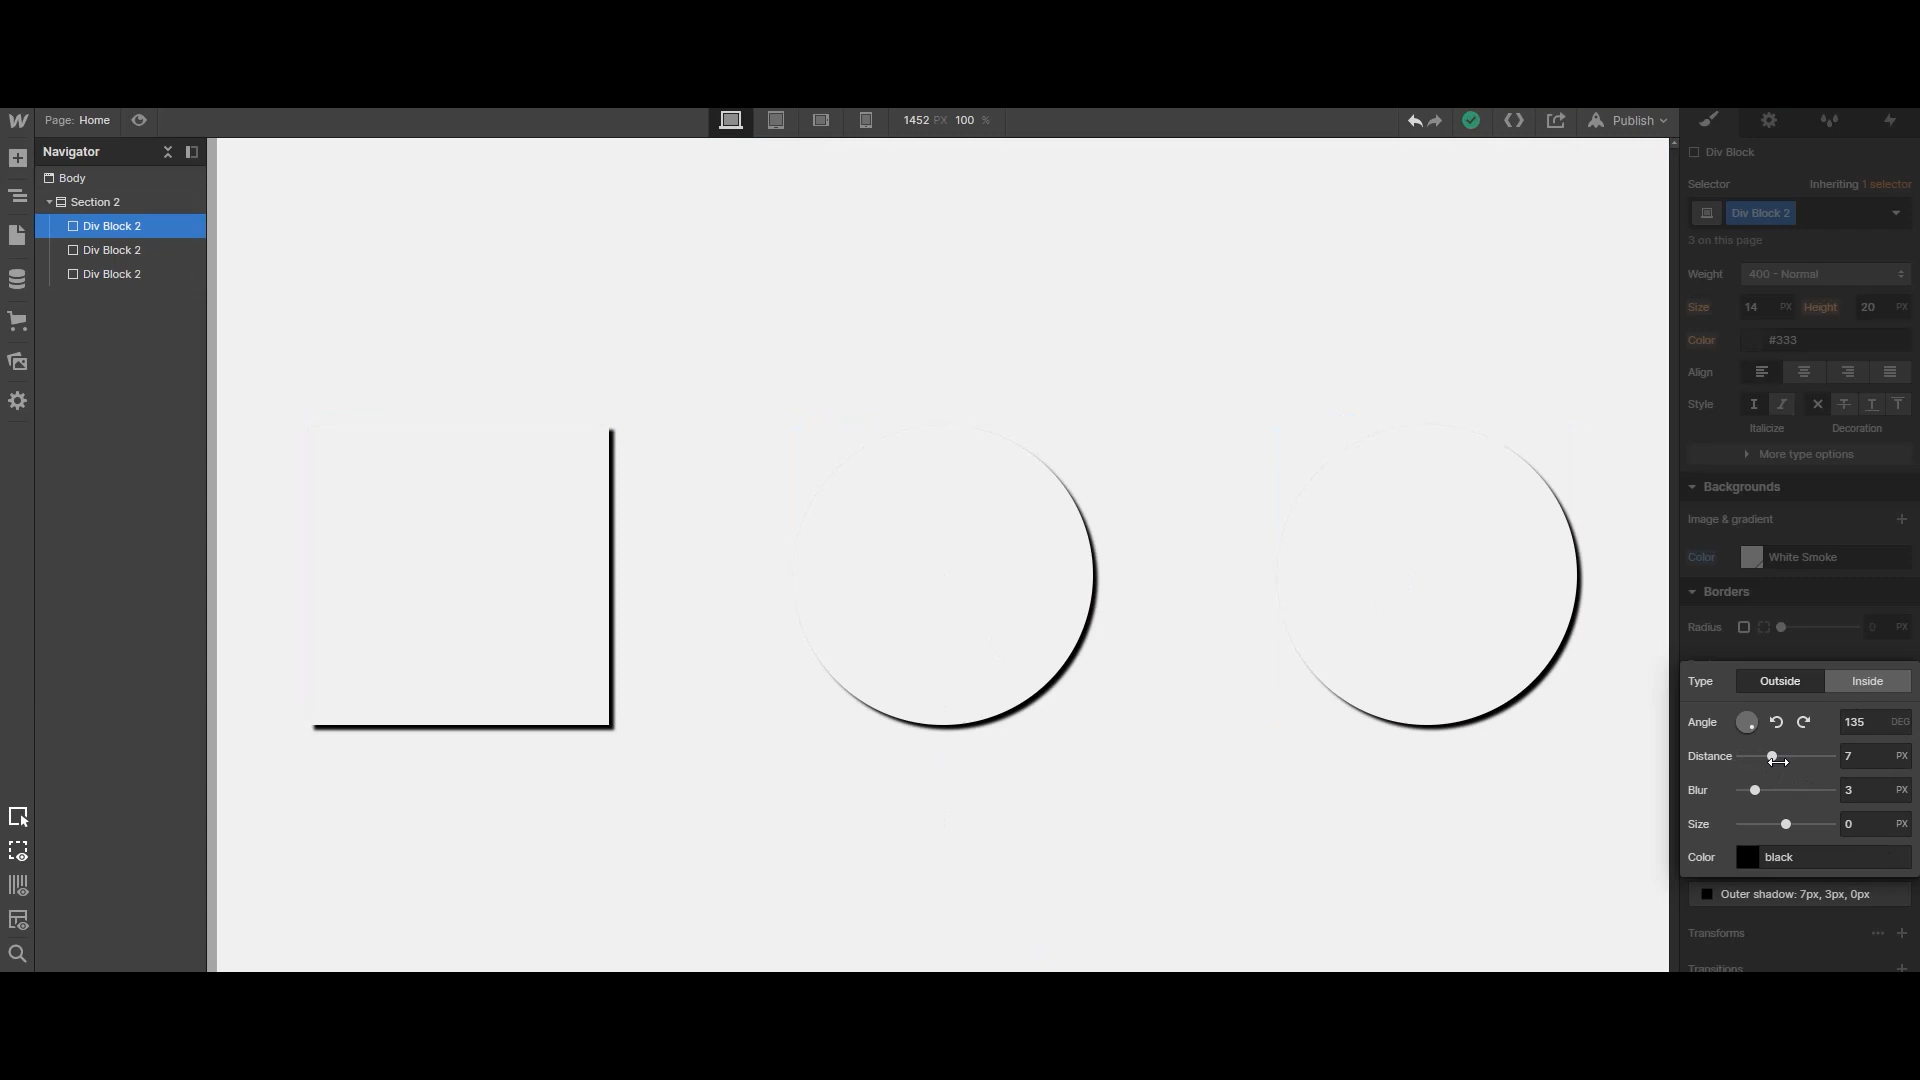 Page: Home
1452 PX 100 %
Publish
Navigator
Body
Section 2
Div Block 2
Div Block 2
Div Block 2
Div Block
Selector Inheriting 1 selector
Div Block 2
3 on this page
Weight 400 - Normal
Size 14 PX Height 20 PX
Color #333
Align
Style
Italicize Decoration
More type options
Backgrounds
Image & gradient
Color White Smoke
Borders
Radius 0 PX
Type Outside Inside
Angle 135 DEG
Distance 7 PX
Blur 3 PX
Size 0 PX
Color black
Outer shadow: 7px, 3px, 0px
Transforms
Transitions